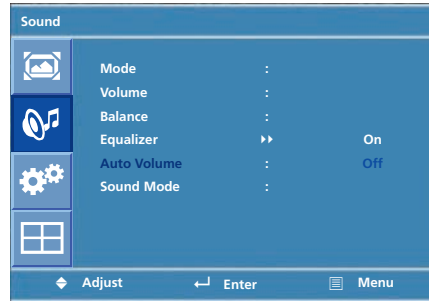 Sound
Mode :
Volume :
Balance :
Equalizer On
Auto Volume : Off
Sound Mode :
Adjust Enter Menu